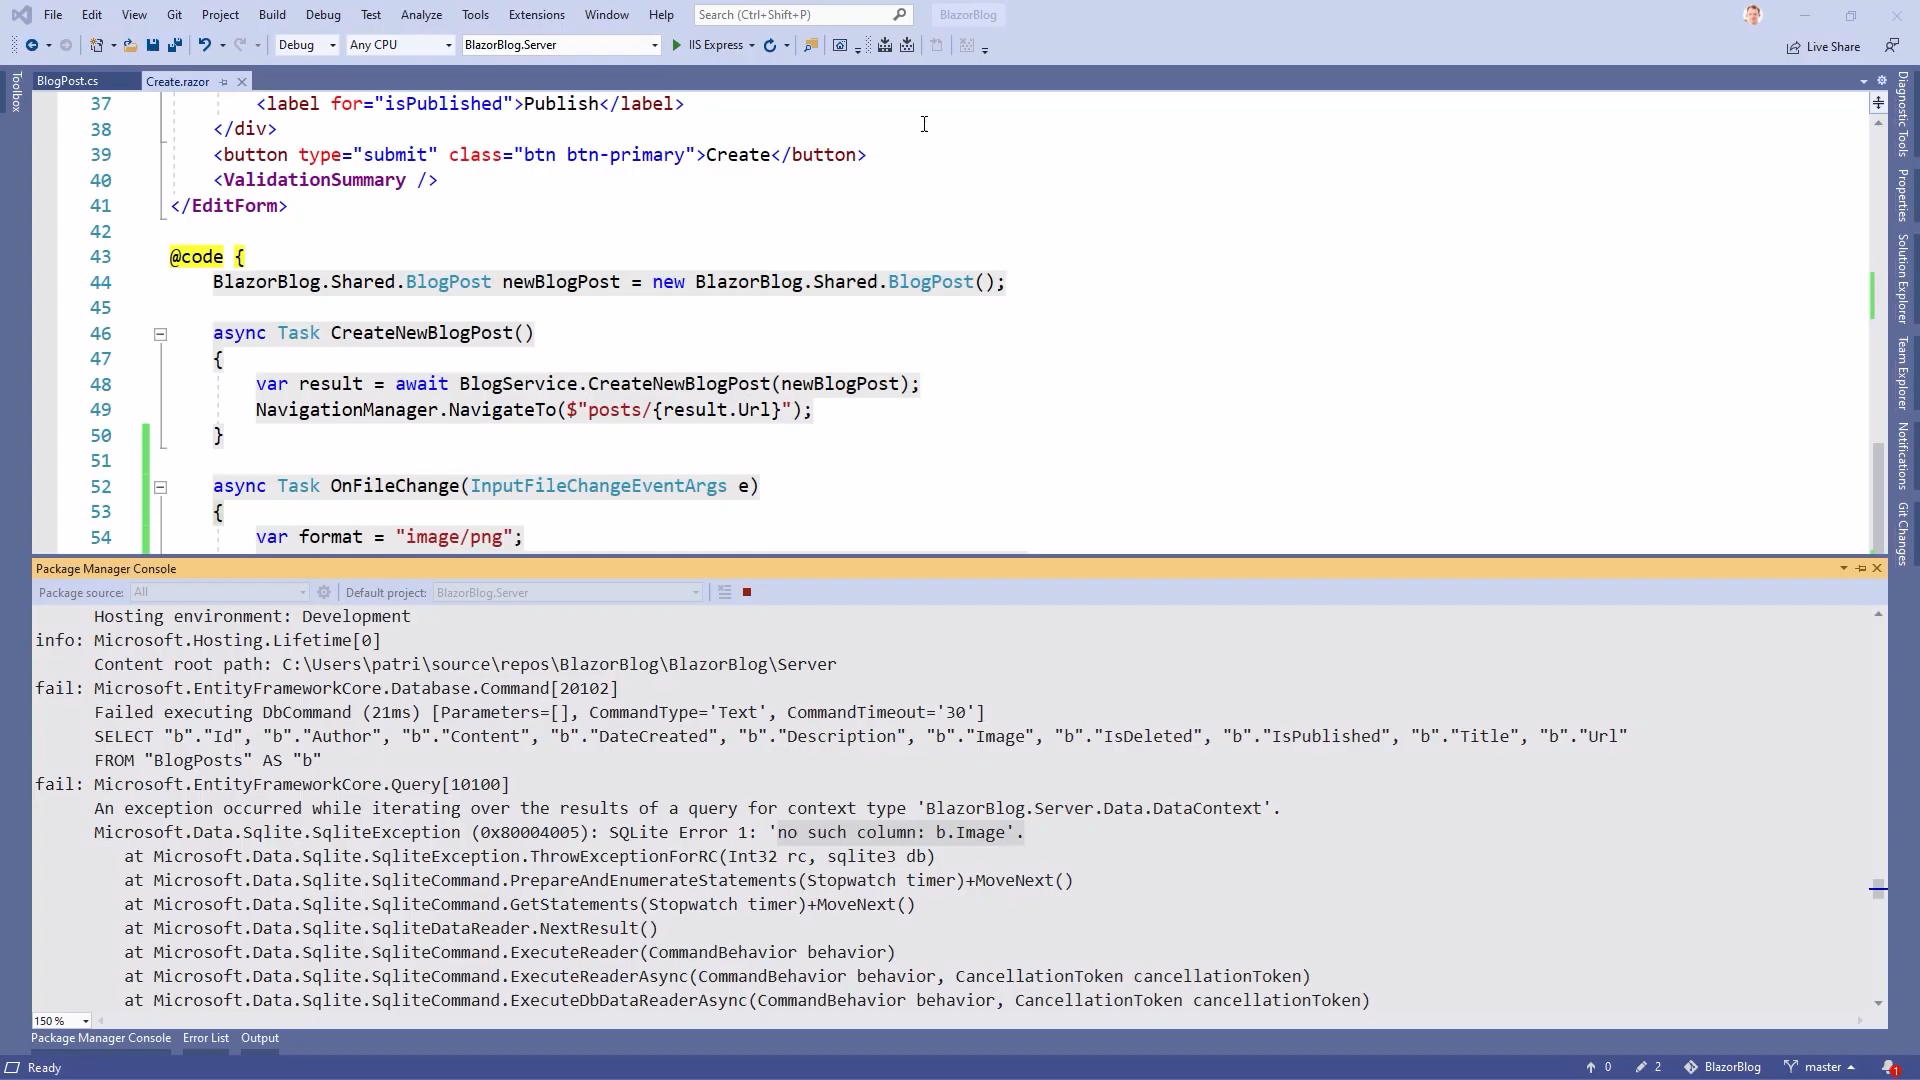 File Edit View Git Project Build Debug Test Analyze Tools Extensions Window Help Search (Ctrl+Shift+P) BlazorBlog
Debug Any CPU BlazorBlog.Server IIS Express Live Share
Toolbox
BlogPost.cs Create.razor
37 <label for="isPublished">Publish</label>
38 </div>
39 <button type="submit" class="btn btn-primary">Create</button>
40 <ValidationSummary />
41 </EditForm>
42
43 @code {
44 BlazorBlog.Shared.BlogPost newBlogPost = new BlazorBlog.Shared.BlogPost();
45
46 async Task CreateNewBlogPost()
47 {
48 var result = await BlogService.CreateNewBlogPost(newBlogPost);
49 NavigationManager.NavigateTo($"posts/{result.Url}");
50 }
51
52 async Task OnFileChange(InputFileChangeEventArgs e)
53 {
54 var format = "image/png";
Diagnostic Tools
Properties
Solution Explorer
Team Explorer
Notifications
Git Changes
Package Manager Console
Package source: All Default project: BlazorBlog.Server
Hosting environment: Development
info: Microsoft.Hosting.Lifetime[0]
Content root path: C:\Users\patri\source\repos\BlazorBlog\BlazorBlog\Server
fail: Microsoft.EntityFrameworkCore.Database.Command[20102]
Failed executing DbCommand (21ms) [Parameters=[], CommandType='Text', CommandTimeout='30']
SELECT "b"."Id", "b"."Author", "b"."Content", "b"."DateCreated", "b"."Description", "b"."Image", "b"."IsDeleted", "b"."IsPublished", "b"."Title", "b"."Url"
FROM "BlogPosts" AS "b"
fail: Microsoft.EntityFrameworkCore.Query[10100]
An exception occurred while iterating over the results of a query for context type 'BlazorBlog.Server.Data.DataContext'.
Microsoft.Data.Sqlite.SqliteException (0x80004005): SQLite Error 1: 'no such column: b.Image'.
at Microsoft.Data.Sqlite.SqliteException.ThrowExceptionForRC(Int32 rc, sqlite3 db)
at Microsoft.Data.Sqlite.SqliteCommand.PrepareAndEnumerateStatements(Stopwatch timer)+MoveNext()
at Microsoft.Data.Sqlite.SqliteCommand.GetStatements(Stopwatch timer)+MoveNext()
at Microsoft.Data.Sqlite.SqliteDataReader.NextResult()
at Microsoft.Data.Sqlite.SqliteCommand.ExecuteReader(CommandBehavior behavior)
at Microsoft.Data.Sqlite.SqliteCommand.ExecuteReaderAsync(CommandBehavior behavior, CancellationToken cancellationToken)
at Microsoft.Data.Sqlite.SqliteCommand.ExecuteDbDataReaderAsync(CommandBehavior behavior, CancellationToken cancellationToken)
150 %
Package Manager Console Error List Output
Ready 0 2 BlazorBlog master 1